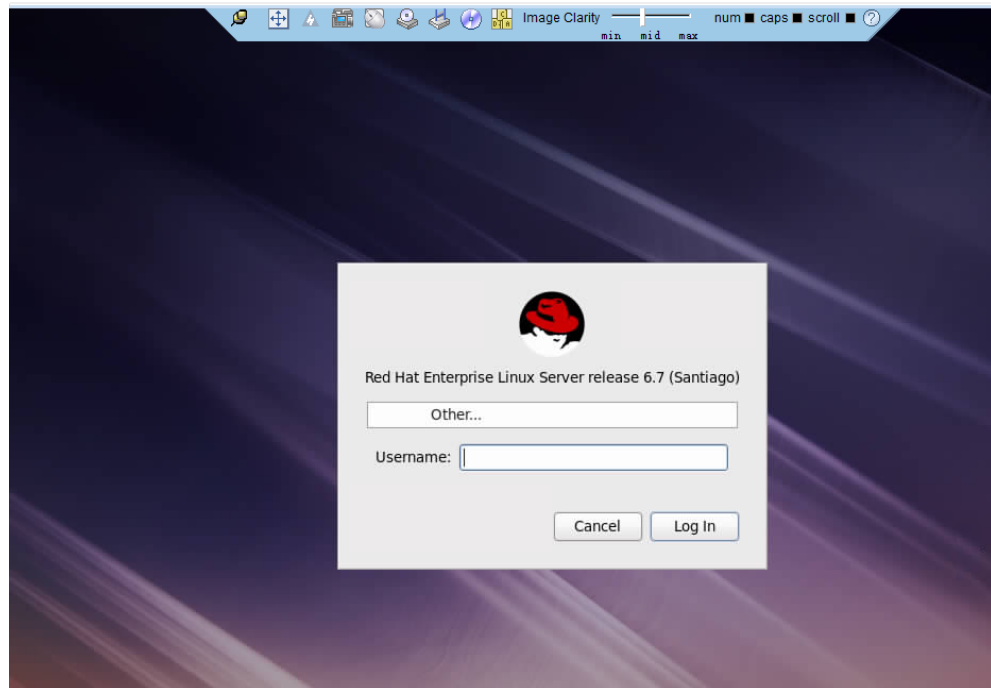 Image Clarity num caps scroll ?
min mid max
Red Hat Enterprise Linux Server release 6.7 (Santiago)
Other...
Username:
Cancel Log In